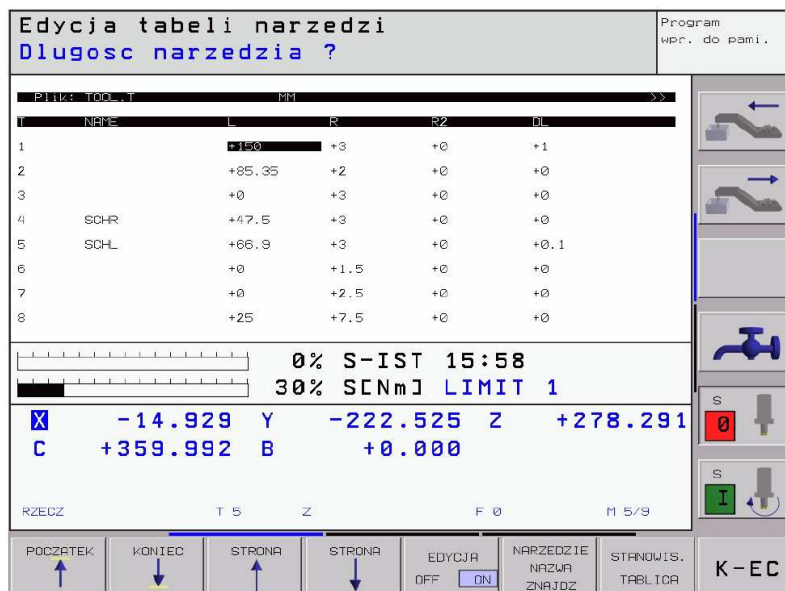 Edycja tabeli narzedzi
Dlugosc narzedzia ?
Program
wpr. do pami.
Plik: TOOL.T MM >>
T NAME L R R2 DL
1 +150 +3 +0 +1
2 +85.35 +2 +0 +0
3 +0 +3 +0 +0
4 SCHR +47.5 +3 +0 +0
5 SCHL +66.9 +3 +0 +0.1
6 +0 +1.5 +0 +0
7 +0 +2.5 +0 +0
8 +25 +7.5 +0 +0
0% S-IST 15:58
30% S[Nm] LIMIT 1
X -14.929 Y -222.525 Z +278.291
C +359.992 B +0.000
S
0
S
I
RZECZ T 5 Z F 0 M 5/9
POCZATEK
KONIEC
STRONA
STRONA
EDYCJA
OFF ON
NARZEDZIE
NAZWA
ZNAJDZ
STANOWIS.
TABLICA
K-EC